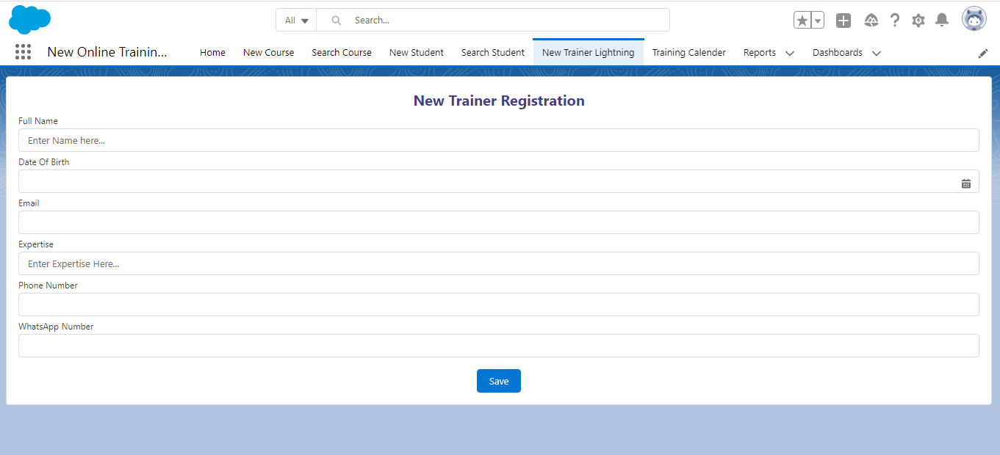 All
Search...
New Online Trainin...
Home
New Course
Search Course
New Student
Search Student
New Trainer Lightning
Training Calender
Reports
Dashboards
New Trainer Registration
Full Name
Enter Name here...
Date Of Birth
Email
Expertise
Enter Expertise Here...
Phone Number
WhatsApp Number
Save